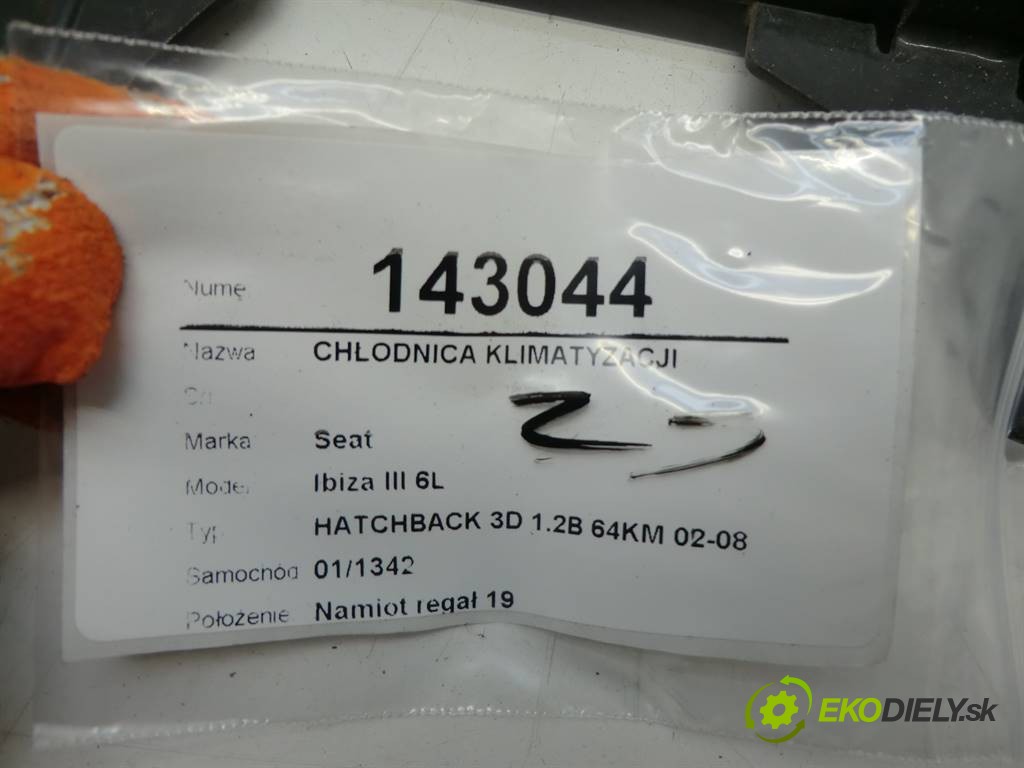 Numę 143044
Nazwa CHŁODNICA KLIMATYZACJI
Marka Seat
Model Ibiza III 6L
Typ HATCHBACK 3D 1.2B 64KM 02-08
Samochód 01/1342
Położenie Namiot regał 19
EKODIELY.sk